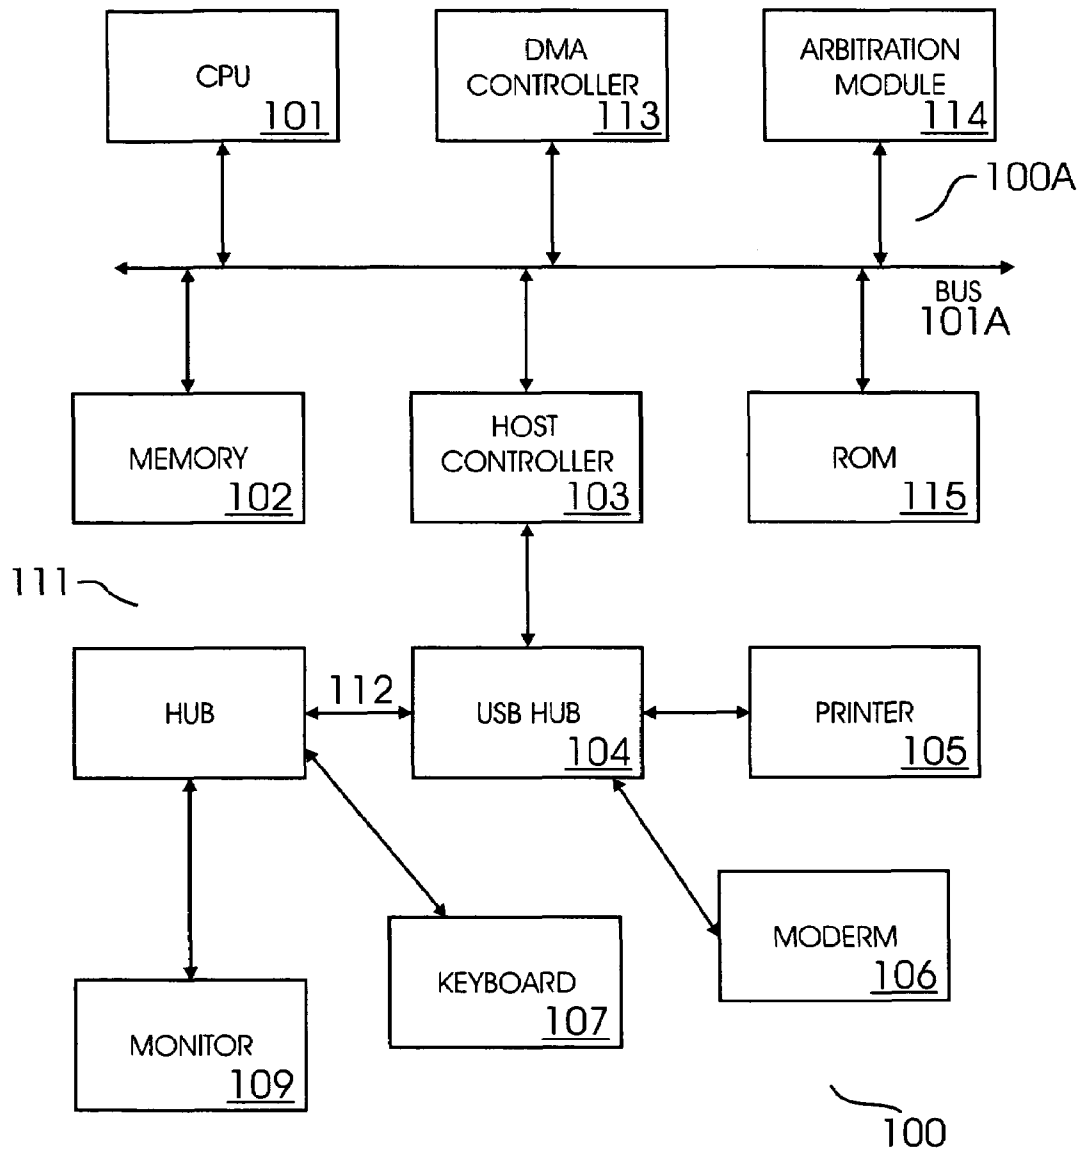 CPU
101
DMA
CONTROLLER
113
ARBITRATION
MODULE
114
100A
BUS
101A
MEMORY
102
HOST
CONTROLLER
103
ROM
115
111
HUB
112
USB HUB
104
PRINTER
105
MODERM
106
KEYBOARD
107
MONITOR
109
100